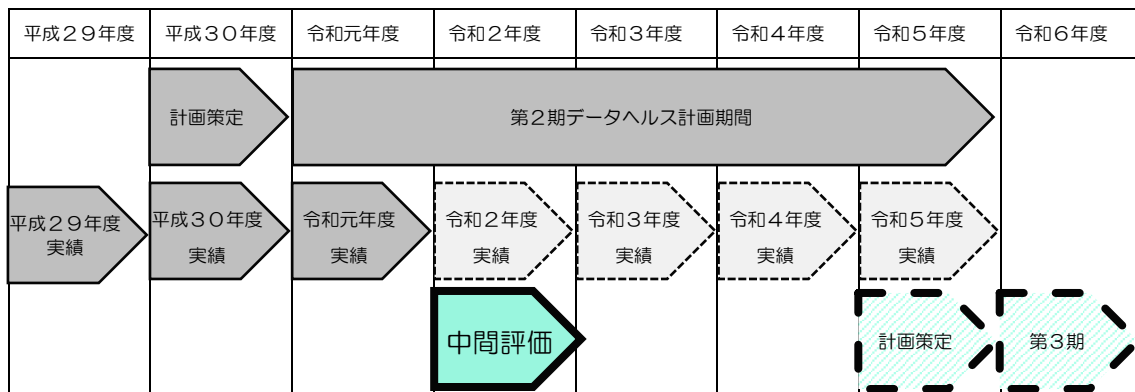 平成２９年度 平成３０年度 令和元年度 令和２年度 令和３年度 令和４年度 令和５年度 令和６年度
計画策定 第２期データヘルス計画期間
平成２９年度
実績
平成３０年度
実績
令和元年度
実績
令和２年度
実績
令和３年度
実績
令和４年度
実績
令和５年度
実績
中間評価 計画策定 第３期